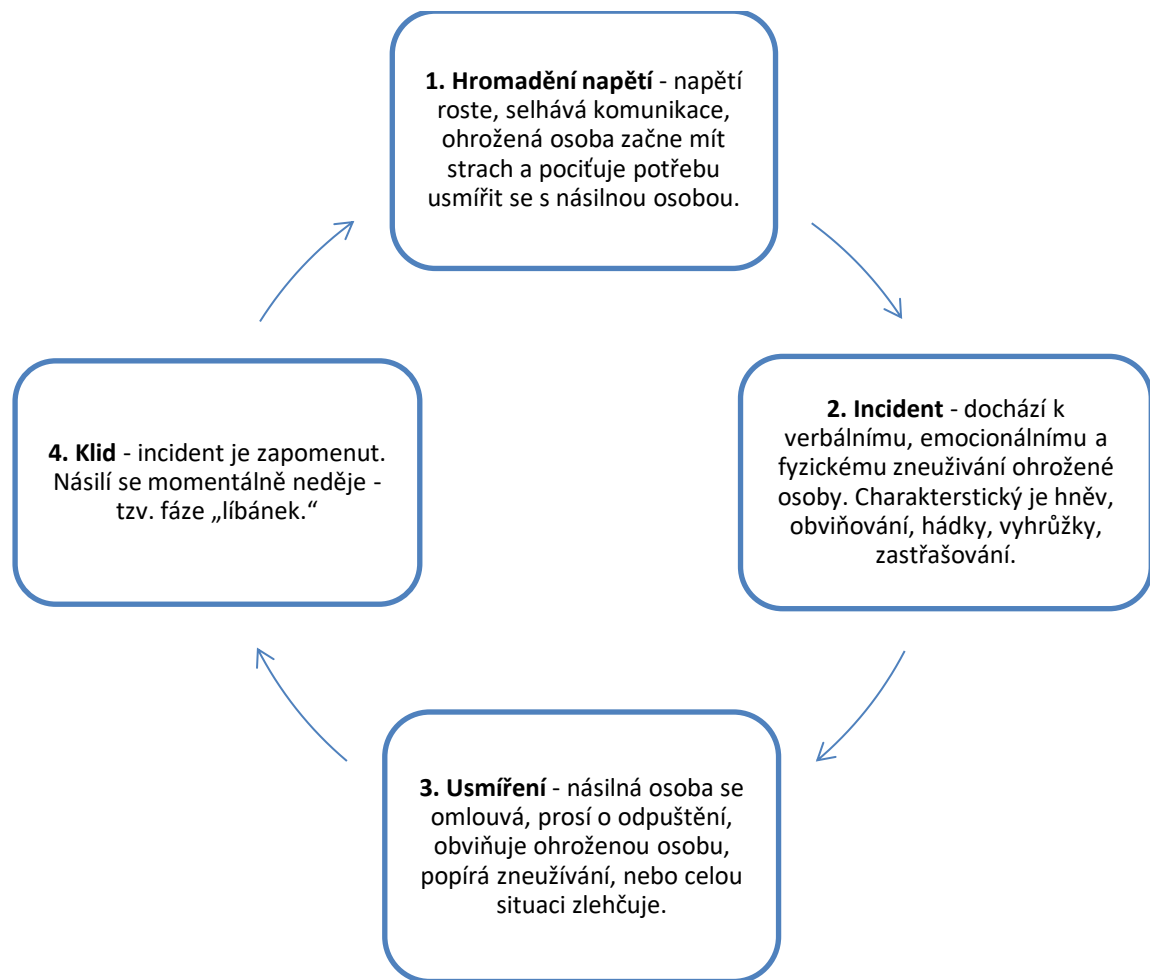 1. Hromadění napětí - napětí
roste, selhává komunikace,
ohrožená osoba začne mít
strach a pociťuje potřebu
usmířit se s násilnou osobou.
2. Incident - dochází k
verbálnímu, emocionálnímu a
fyzickému zneuživání ohrožené
osoby. Charakterstický je hněv,
obviňování, hádky, vyhrůžky,
zastřašování.
3. Usmíření - násilná osoba se
omlouvá, prosí o odpuštění,
obviňuje ohroženou osobu,
popírá zneužívání, nebo celou
situaci zlehčuje.
4. Klid - incident je zapomenut.
Násilí se momentálně neděje -
tzv. fáze „líbánek.“